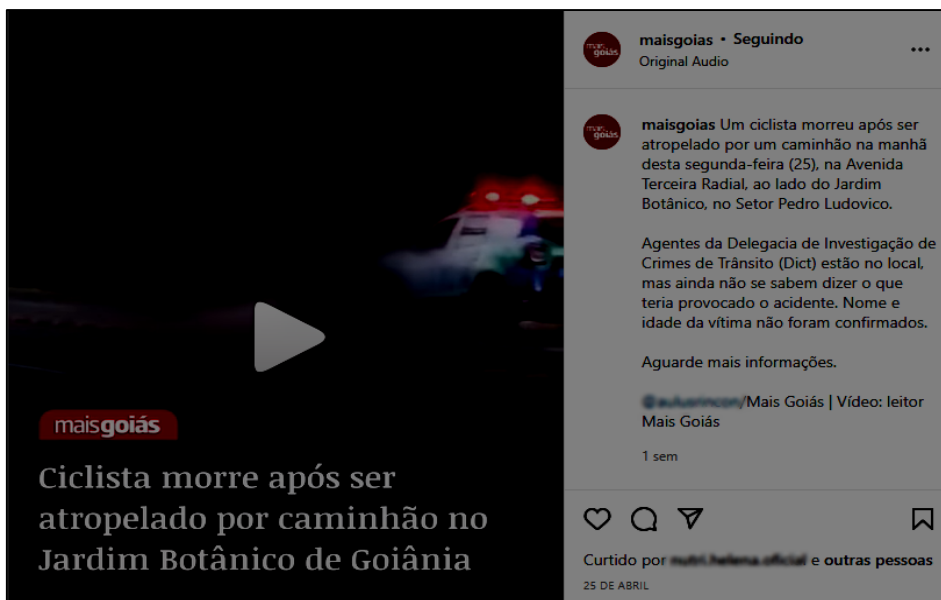 maisgoiás
Ciclista morre após ser
atropelado por caminhão no
Jardim Botânico de Goiânia
mais goiás
maisgoias • Seguindo
Original Audio
mais goiás
maisgoias Um ciclista morreu após ser
atropelado por um caminhão na manhã
desta segunda-feira (25), na Avenida
Terceira Radial, ao lado do Jardim
Botânico, no Setor Pedro Ludovico.
Agentes da Delegacia de Investigação de
Crimes de Trânsito (Dict) estão no local,
mas ainda não se sabem dizer o que
teria provocado o acidente. Nome e
idade da vítima não foram confirmados.
Aguarde mais informações.
/Mais Goiás | Vídeo: leitor
Mais Goiás
1 sem
Curtido por e outras pessoas
25 DE ABRIL